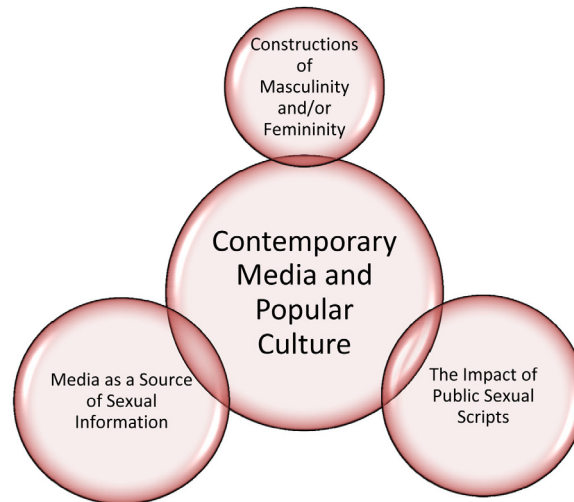 Constructions
of
Masculinity
and/or
Femininity
Contemporary
Media and
Popular
Culture
Media as a Source
of Sexual
Information
The Impact of
Public Sexual
Scripts